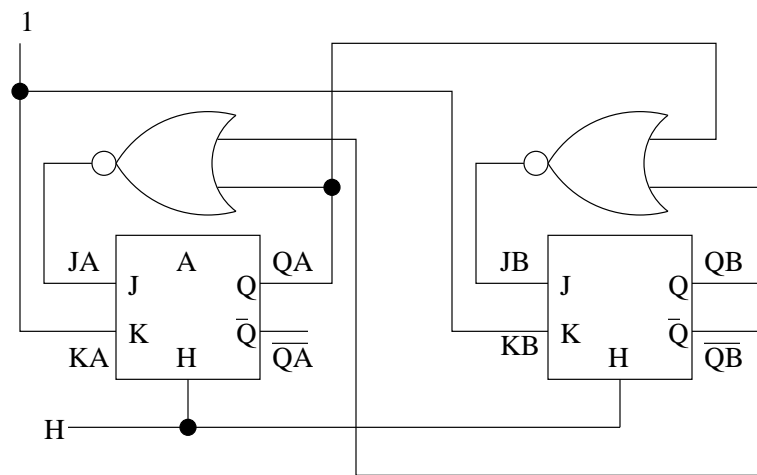 1
JA A QA JB QB
J Q J Q
K Q̅ K Q̅
KA H Q̅A̅ KB H Q̅B̅
H